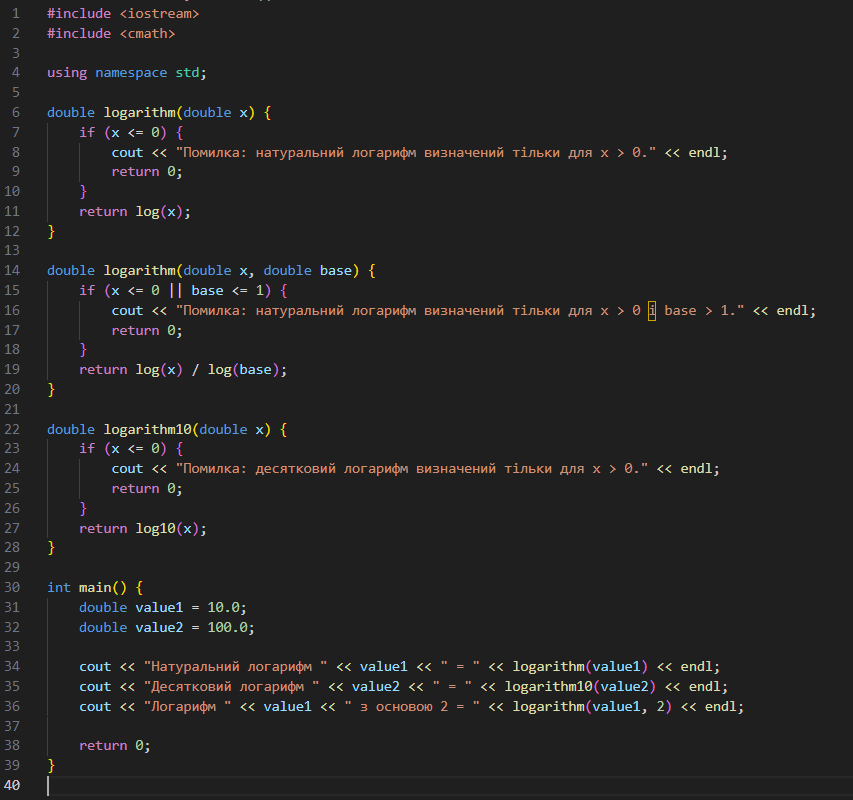 1 #include <iostream>
2 #include <cmath>
3
4 using namespace std;
5
6 double logarithm(double x) {
7     if (x <= 0) {
8         cout << "Помилка: натуральний логарифм визначений тільки для x > 0." << endl;
9         return 0;
10     }
11     return log(x);
12 }
13
14 double logarithm(double x, double base) {
15     if (x <= 0 || base <= 1) {
16         cout << "Помилка: натуральний логарифм визначений тільки для x > 0 і base > 1." << endl;
17         return 0;
18     }
19     return log(x) / log(base);
20 }
21
22 double logarithm10(double x) {
23     if (x <= 0) {
24         cout << "Помилка: десятковий логарифм визначений тільки для x > 0." << endl;
25         return 0;
26     }
27     return log10(x);
28 }
29
30 int main() {
31     double value1 = 10.0;
32     double value2 = 100.0;
33
34     cout << "Натуральний логарифм " << value1 << " = " << logarithm(value1) << endl;
35     cout << "Десятковий логарифм " << value2 << " = " << logarithm10(value2) << endl;
36     cout << "Логарифм " << value1 << " з основою 2 = " << logarithm(value1, 2) << endl;
37
38     return 0;
39 }
40